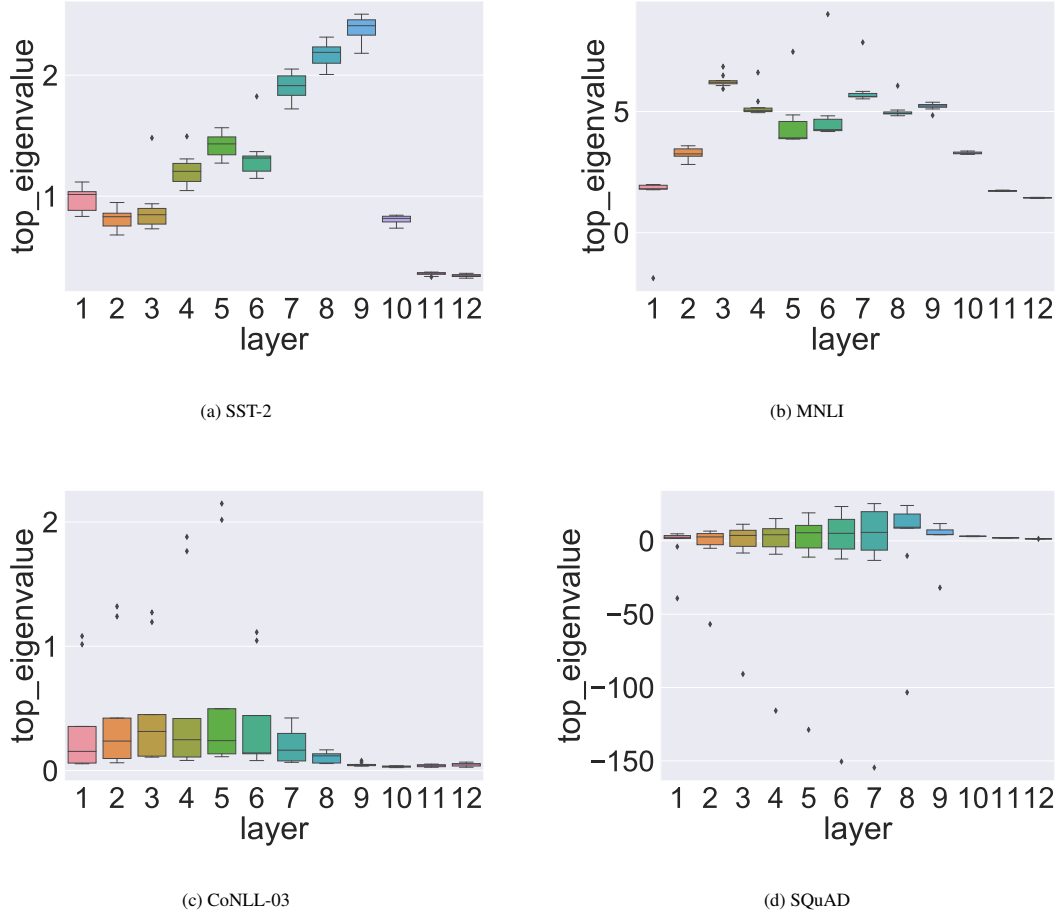 top_eigenvalue
2
1
1 2 3 4 5 6 7 8 9 10 11 12
layer
(a) SST-2
top_eigenvalue
5
0
1 2 3 4 5 6 7 8 9 10 11 12
layer
(b) MNLI
top_eigenvalue
2
1
0
1 2 3 4 5 6 7 8 9 10 11 12
layer
(c) CoNLL-03
top_eigenvalue
0
−50
−100
−150
1 2 3 4 5 6 7 8 9 10 11 12
layer
(d) SQuAD